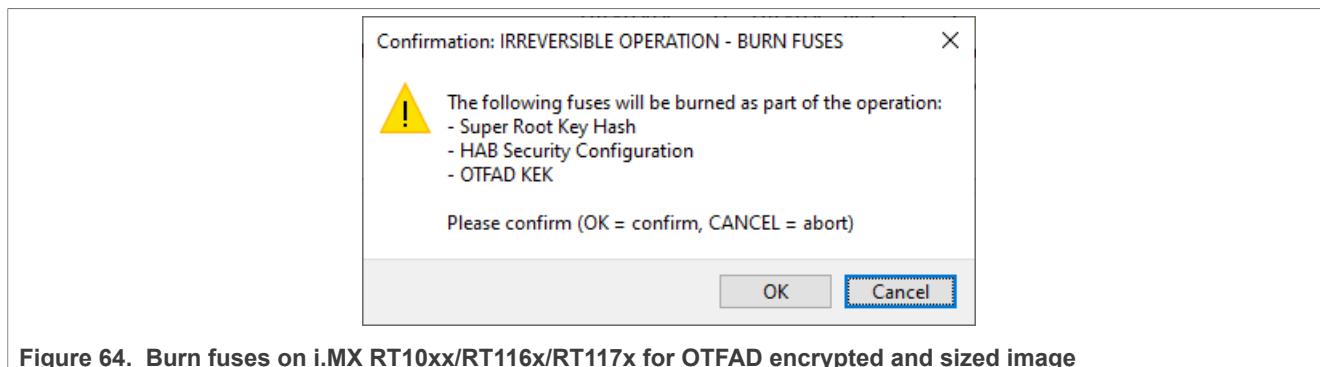 Confirmation: IRREVERSIBLE OPERATION - BURN FUSES
The following fuses will be burned as part of the operation:
- Super Root Key Hash
- HAB Security Configuration
- OTFAD KEK
Please confirm (OK = confirm, CANCEL = abort)
OK Cancel
Figure 64. Burn fuses on i.MX RT10xx/RT116x/RT117x for OTFAD encrypted and sized image